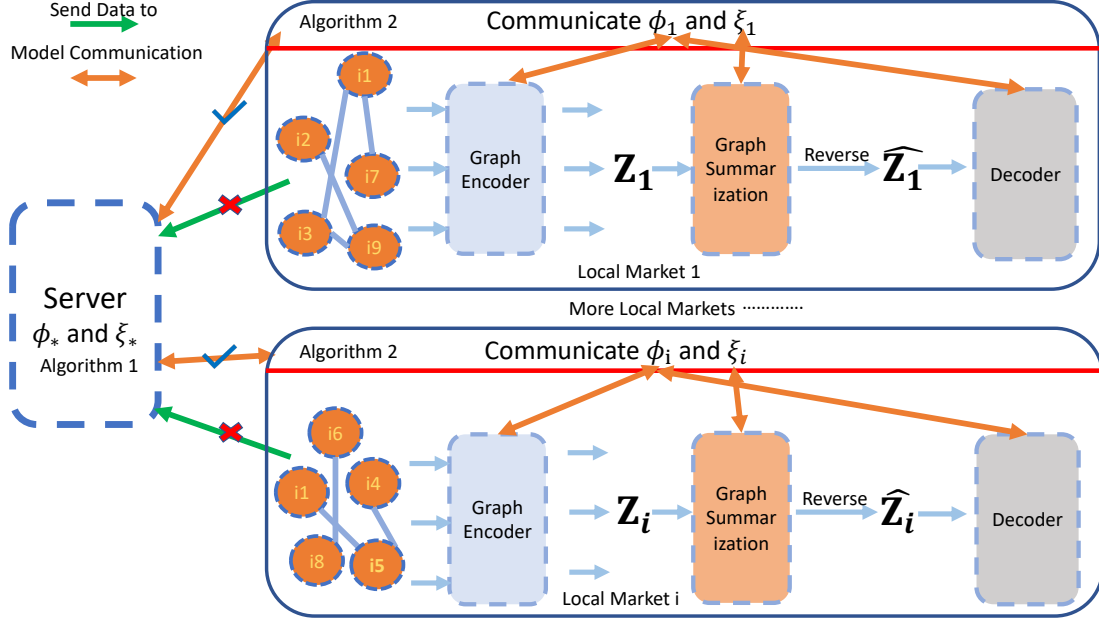 Send Data to
Model Communication
Algorithm 2
Communicate ϕ₁ and ξ₁
i1
i2
i7
i3
i9
Graph
Encoder
Z₁
Graph
Summar
ization
Reverse
Ẑ₁
Decoder
Local Market 1
More Local Markets ·············
Server
ϕ* and ξ*
Algorithm 1
Algorithm 2
Communicate ϕᵢ and ξᵢ
i6
i1
i4
i8
i5
Graph
Encoder
Zᵢ
Graph
Summar
ization
Reverse
Ẑᵢ
Decoder
Local Market i